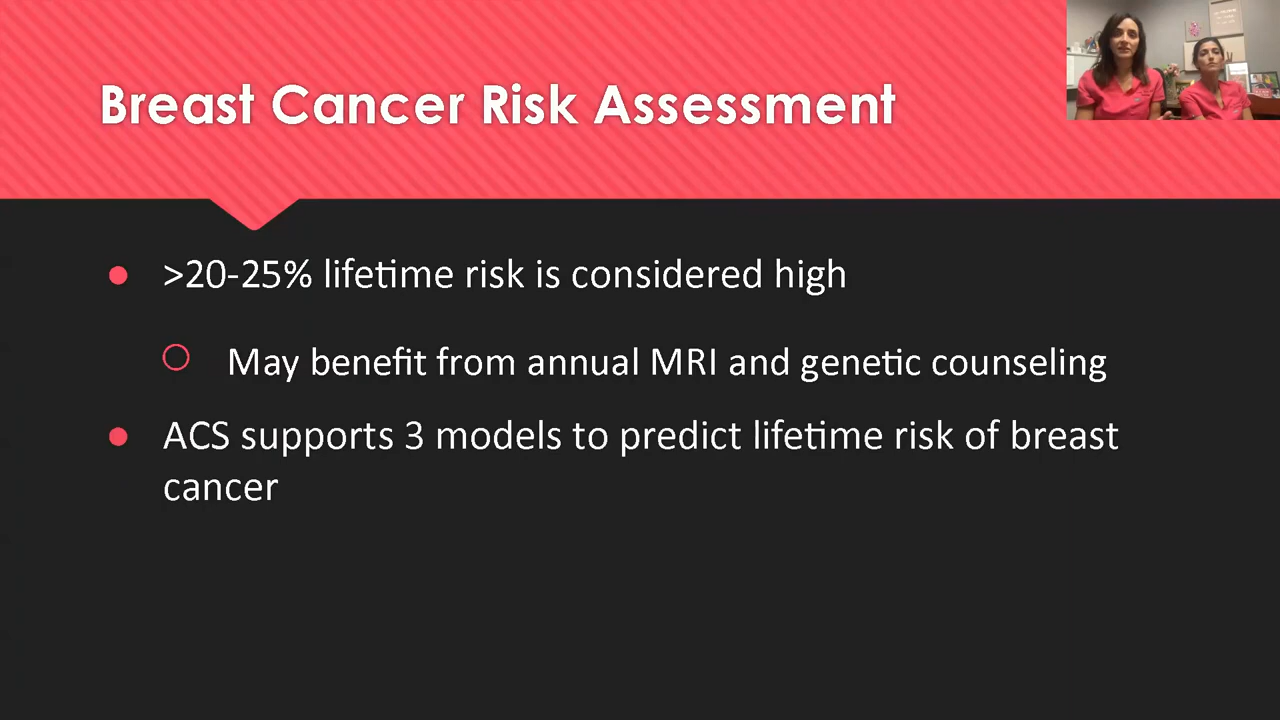 Breast Cancer Risk Assessment
>20-25% lifetime risk is considered high
May benefit from annual MRI and genetic counseling
ACS supports 3 models to predict lifetime risk of breast
cancer